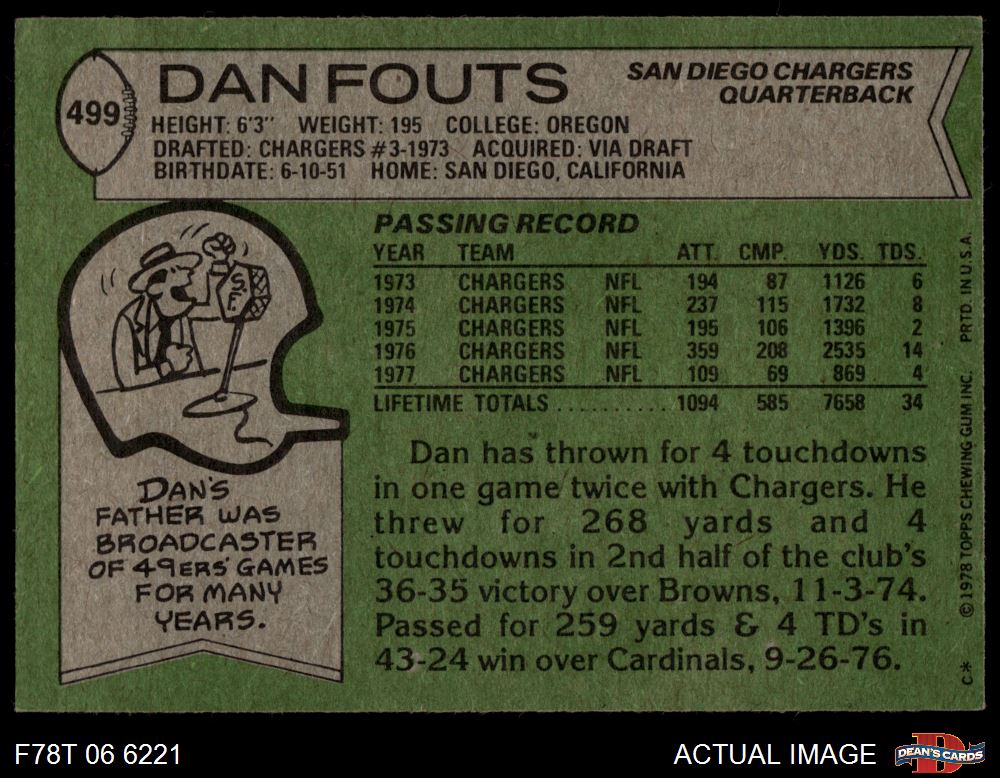 499
DAN FOUTS
SAN DIEGO CHARGERS
QUARTERBACK
HEIGHT: 6'3" WEIGHT: 195 COLLEGE: OREGON
DRAFTED: CHARGERS #3-1973 ACQUIRED: VIA DRAFT
BIRTHDATE: 6-10-51 HOME: SAN DIEGO, CALIFORNIA
S.F.
DAN'S
FATHER WAS
BROADCASTER
OF 49ERS' GAMES
FOR MANY
YEARS.
PASSING RECORD
YEAR TEAM ATT. CMP. YDS. TDS.
1973 CHARGERS NFL 194 87 1126 6
1974 CHARGERS NFL 237 115 1732 8
1975 CHARGERS NFL 195 106 1396 2
1976 CHARGERS NFL 359 208 2535 14
1977 CHARGERS NFL 109 69 869 4
LIFETIME TOTALS .......... 1094 585 7658 34
Dan has thrown for 4 touchdowns
in one game twice with Chargers. He
threw for 268 yards and 4
touchdowns in 2nd half of the club's
36-35 victory over Browns, 11-3-74.
Passed for 259 yards & 4 TD's in
43-24 win over Cardinals, 9-26-76.
C.* © 1978 TOPPS CHEWING GUM INC. PRTD. IN U.S.A.
F78T 06 6221
ACTUAL IMAGE
D
DEAN'S CARDS